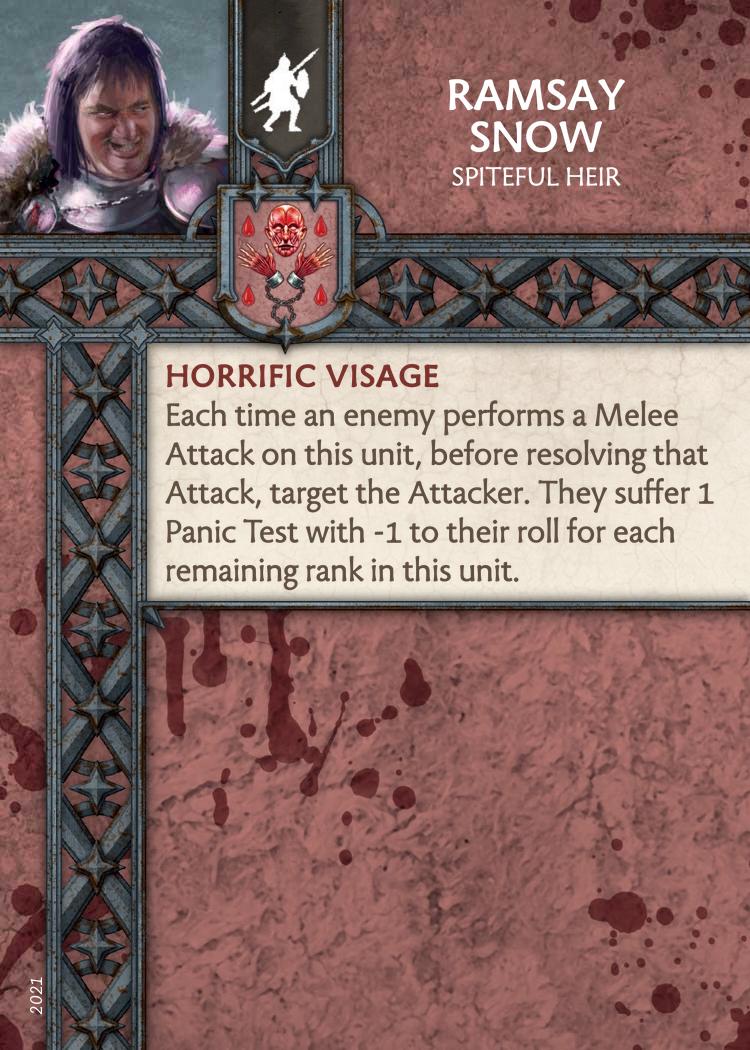 RAMSAY
SNOW
SPITEFUL HEIR
HORRIFIC VISAGE
Each time an enemy performs a Melee
Attack on this unit, before resolving that
Attack, target the Attacker. They suffer 1
Panic Test with -1 to their roll for each
remaining rank in this unit.
2021